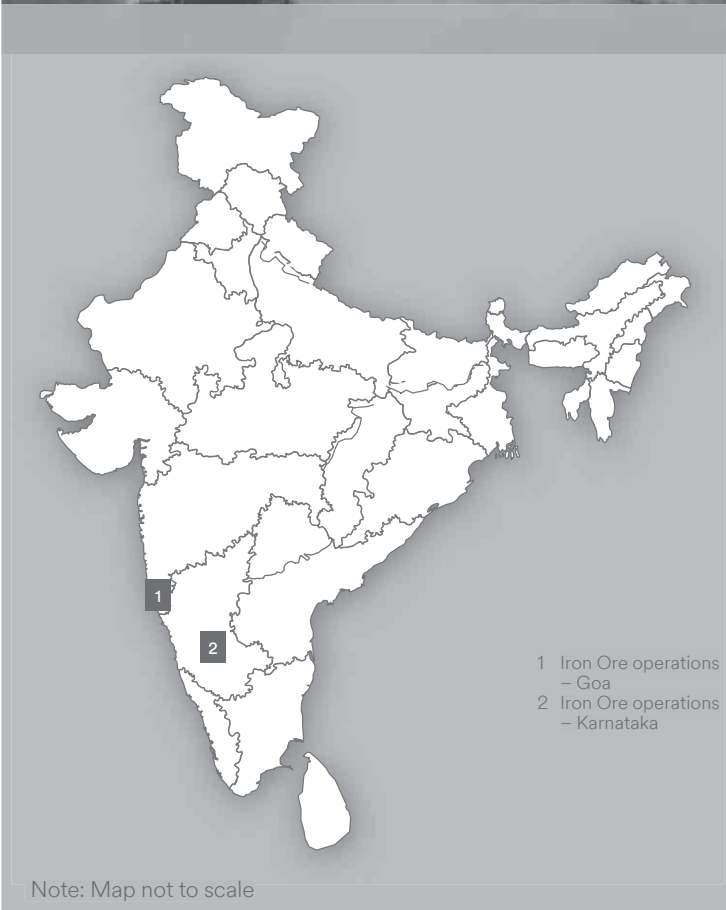 1
2
1 Iron Ore operations
– Goa
2 Iron Ore operations
– Karnataka
Note: Map not to scale